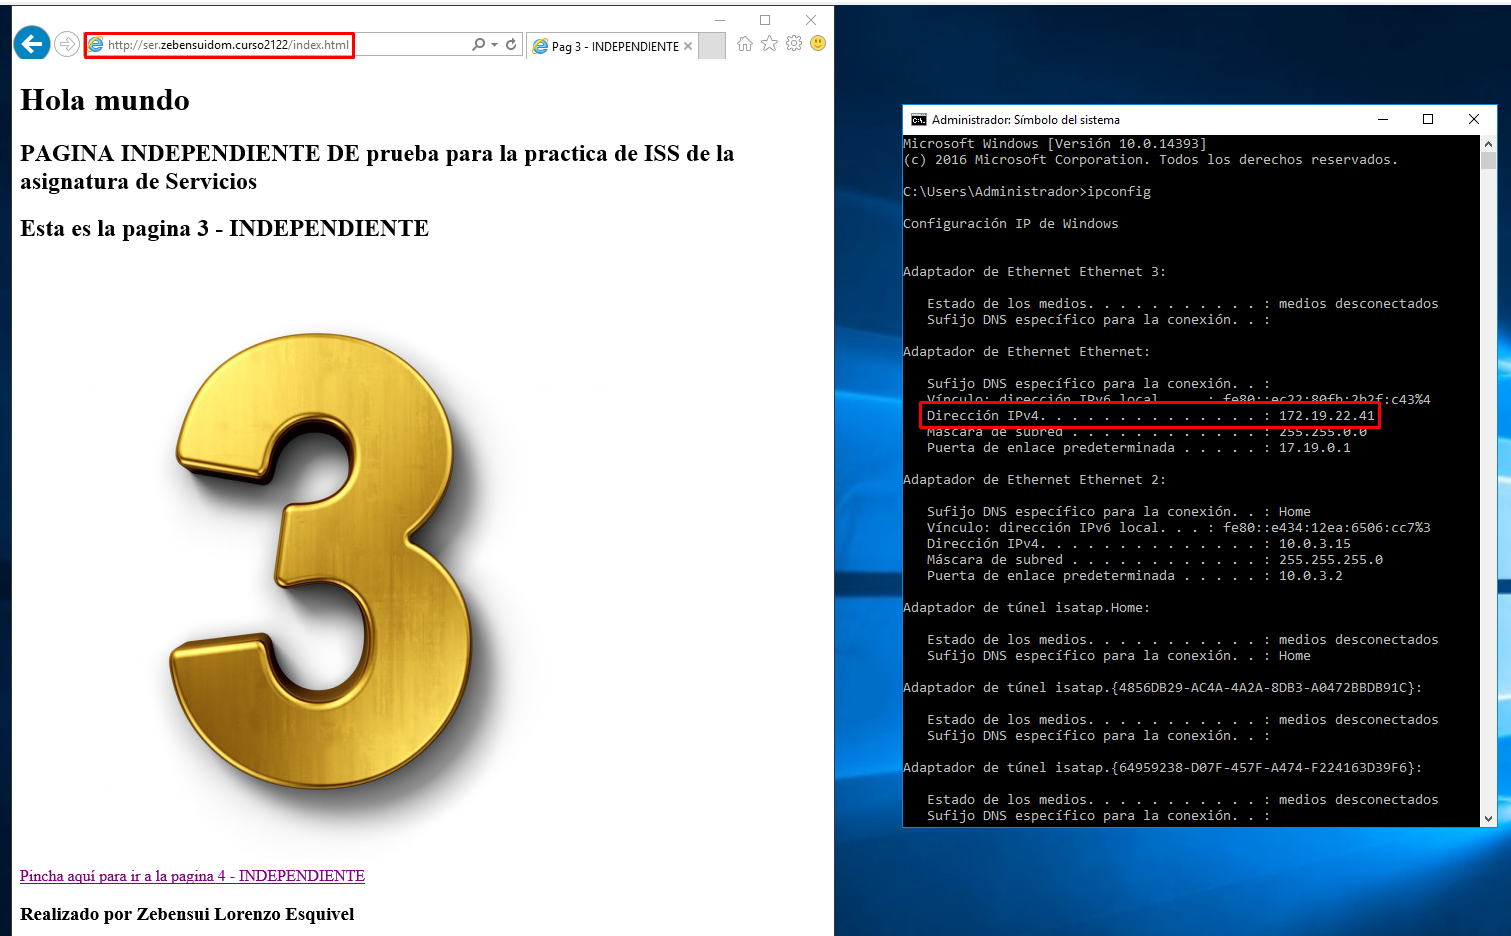 http://ser.zebensuidom.curso2122/index.html
Pag 3 - INDEPENDIENTE
Hola mundo
PAGINA INDEPENDIENTE DE prueba para la practica de ISS de la
asignatura de Servicios
Esta es la pagina 3 - INDEPENDIENTE
3
Pincha aquí para ir a la pagina 4 - INDEPENDIENTE
Realizado por Zebensui Lorenzo Esquivel
Administrador: Símbolo del sistema
Microsoft Windows [Versión 10.0.14393]
(c) 2016 Microsoft Corporation. Todos los derechos reservados.
C:\Users\Administrador>ipconfig
Configuración IP de Windows
Adaptador de Ethernet Ethernet 3:
Estado de los medios. . . . . . . . . . . : medios desconectados
Sufijo DNS específico para la conexión. . :
Adaptador de Ethernet Ethernet:
Sufijo DNS específico para la conexión. . :
Vínculo: dirección IPv6 local. . . : fe80::ec22:80fb:2b2f:c43%4
Dirección IPv4. . . . . . . . . . . . . . : 172.19.22.41
Máscara de subred . . . . . . . . . . . . : 255.255.0.0
Puerta de enlace predeterminada . . . . . : 17.19.0.1
Adaptador de Ethernet Ethernet 2:
Sufijo DNS específico para la conexión. . : Home
Vínculo: dirección IPv6 local. . . : fe80::e434:12ea:6506:cc7%3
Dirección IPv4. . . . . . . . . . . . . . : 10.0.3.15
Máscara de subred . . . . . . . . . . . . : 255.255.255.0
Puerta de enlace predeterminada . . . . . : 10.0.3.2
Adaptador de túnel isatap.Home:
Estado de los medios. . . . . . . . . . . : medios desconectados
Sufijo DNS específico para la conexión. . : Home
Adaptador de túnel isatap.{4856DB29-AC4A-4A2A-8DB3-A0472BBDB91C}:
Estado de los medios. . . . . . . . . . . : medios desconectados
Sufijo DNS específico para la conexión. . :
Adaptador de túnel isatap.{64959238-D07F-457F-A474-F224163D39F6}:
Estado de los medios. . . . . . . . . . . : medios desconectados
Sufijo DNS específico para la conexión. . :